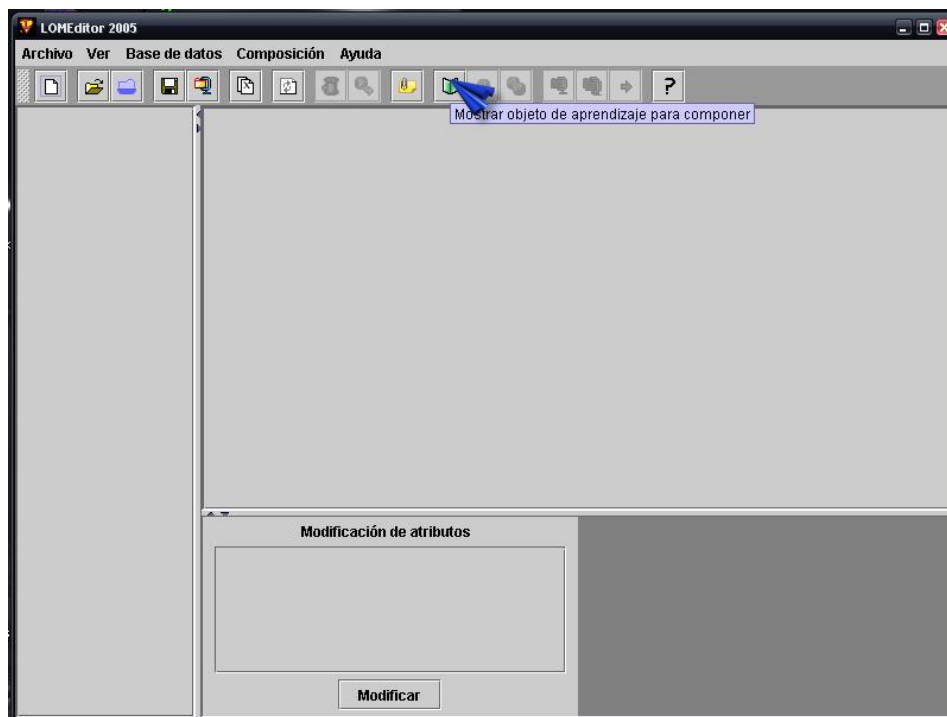 LOMEditor 2005
Archivo Ver Base de datos Composición Ayuda
?
Mostrar objeto de aprendizaje para componer
Modificación de atributos
Modificar